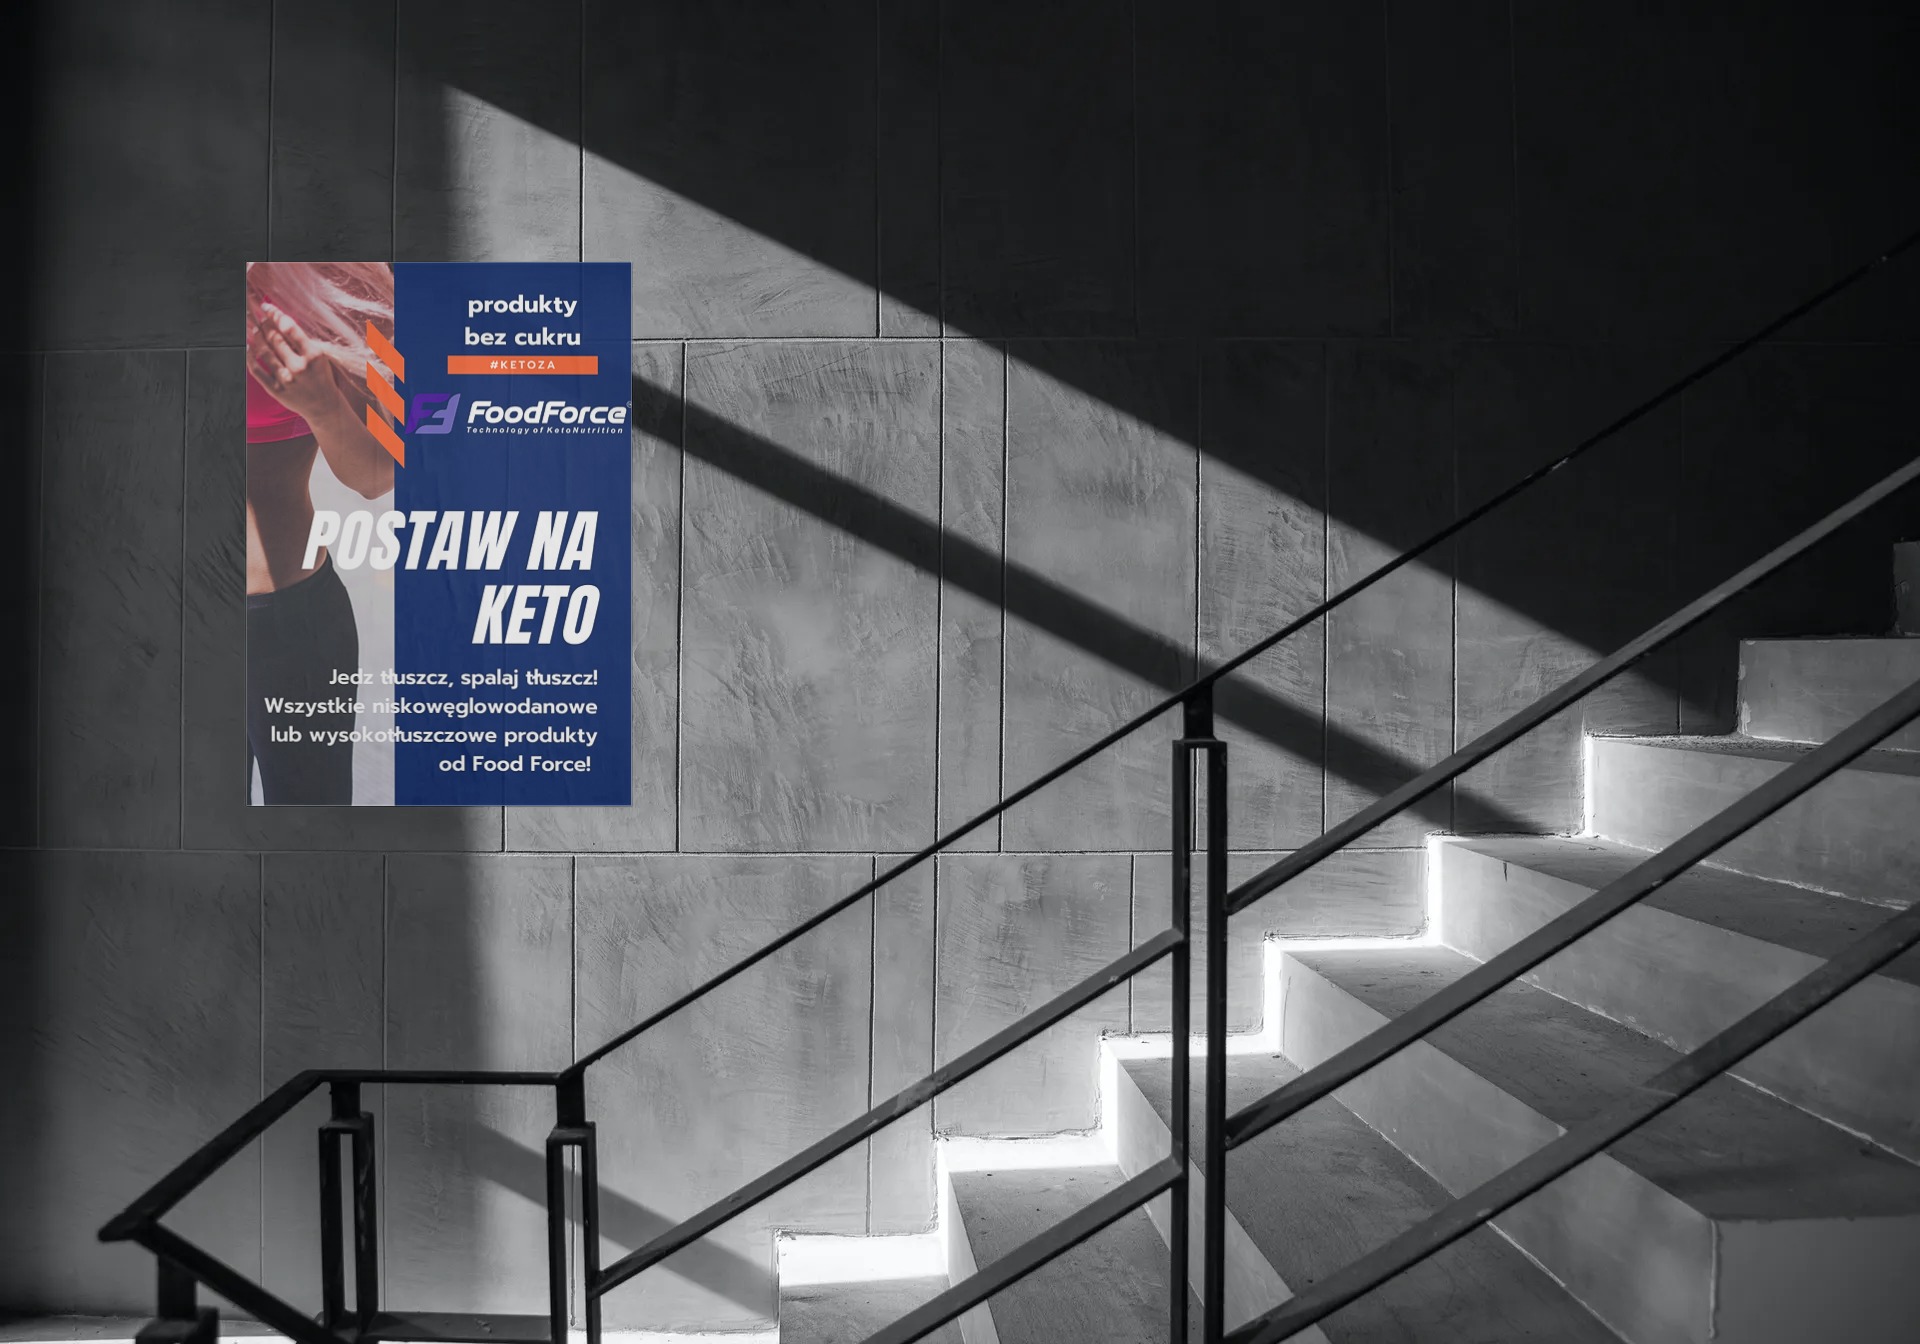 produkty
bez cukru
#KETOZA
FoodForce
Technology of KetoNutrition
POSTAW NA
KETO
Jedz tłuszcz, spalaj tłuszcz!
Wszystkie niskowęglowodanowe
lub wysokotłuszczowe produkty
od Food Force!